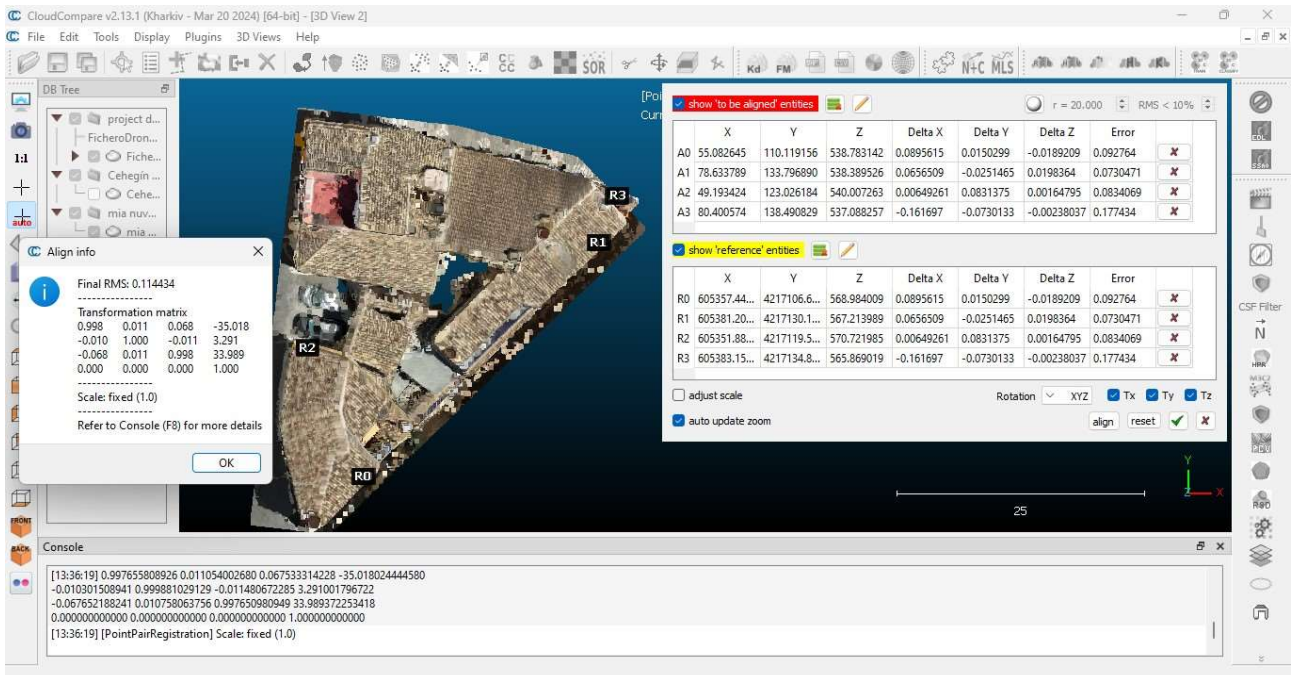 CloudCompare v2.13.1 (Kharkiv - Mar 20 2024) [64-bit] - [3D View 2]
File Edit Tools Display Plugins 3D Views Help
SOR Kd FM N+C MLS
1:1
auto
FRONT
BACK
DB Tree
project d...
FicheroDron...
Fiche...
Cehegín ...
Cehe...
mia nuv...
mia ...
Align info
Final RMS: 0.114434
----------------
Transformation matrix
0.998 0.011 0.068 -35.018
-0.010 1.000 -0.011 3.291
-0.068 0.011 0.998 33.989
0.000 0.000 0.000 1.000
----------------
Scale: fixed (1.0)
----------------
Refer to Console (F8) for more details
OK
R3
R1
R2
R0
[Poi
Curr
show 'to be aligned' entities r = 20.000 RMS < 10%
X Y Z Delta X Delta Y Delta Z Error
A0 55.082645 110.119156 538.783142 0.0895615 0.0150299 -0.0189209 0.092764
A1 78.633789 133.796890 538.389526 0.0656509 -0.0251465 0.0198364 0.0730471
A2 49.193424 123.026184 540.007263 0.00649261 0.0831375 0.00164795 0.0834069
A3 80.400574 138.490829 537.088257 -0.161697 -0.0730133 -0.00238037 0.177434
show 'reference' entities
X Y Z Delta X Delta Y Delta Z Error
R0 605357.44... 4217106.6... 568.984009 0.0895615 0.0150299 -0.0189209 0.092764
R1 605381.20... 4217130.1... 567.213989 0.0656509 -0.0251465 0.0198364 0.0730471
R2 605351.88... 4217119.5... 570.721985 0.00649261 0.0831375 0.00164795 0.0834069
R3 605383.15... 4217134.8... 565.869019 -0.161697 -0.0730133 -0.00238037 0.177434
adjust scale Rotation XYZ Tx Ty Tz
auto update zoom align reset
Y
Z X
25
CSF Filter
N
Console
[13:36:19] 0.997655808926 0.011054002680 0.067533314228 -35.018024444580
-0.010301508941 0.999881029129 -0.011480672285 3.291001796722
-0.067652188241 0.010758063756 0.997650980949 33.989372253418
0.000000000000 0.000000000000 0.000000000000 1.000000000000
[13:36:19] [PointPairRegistration] Scale: fixed (1.0)